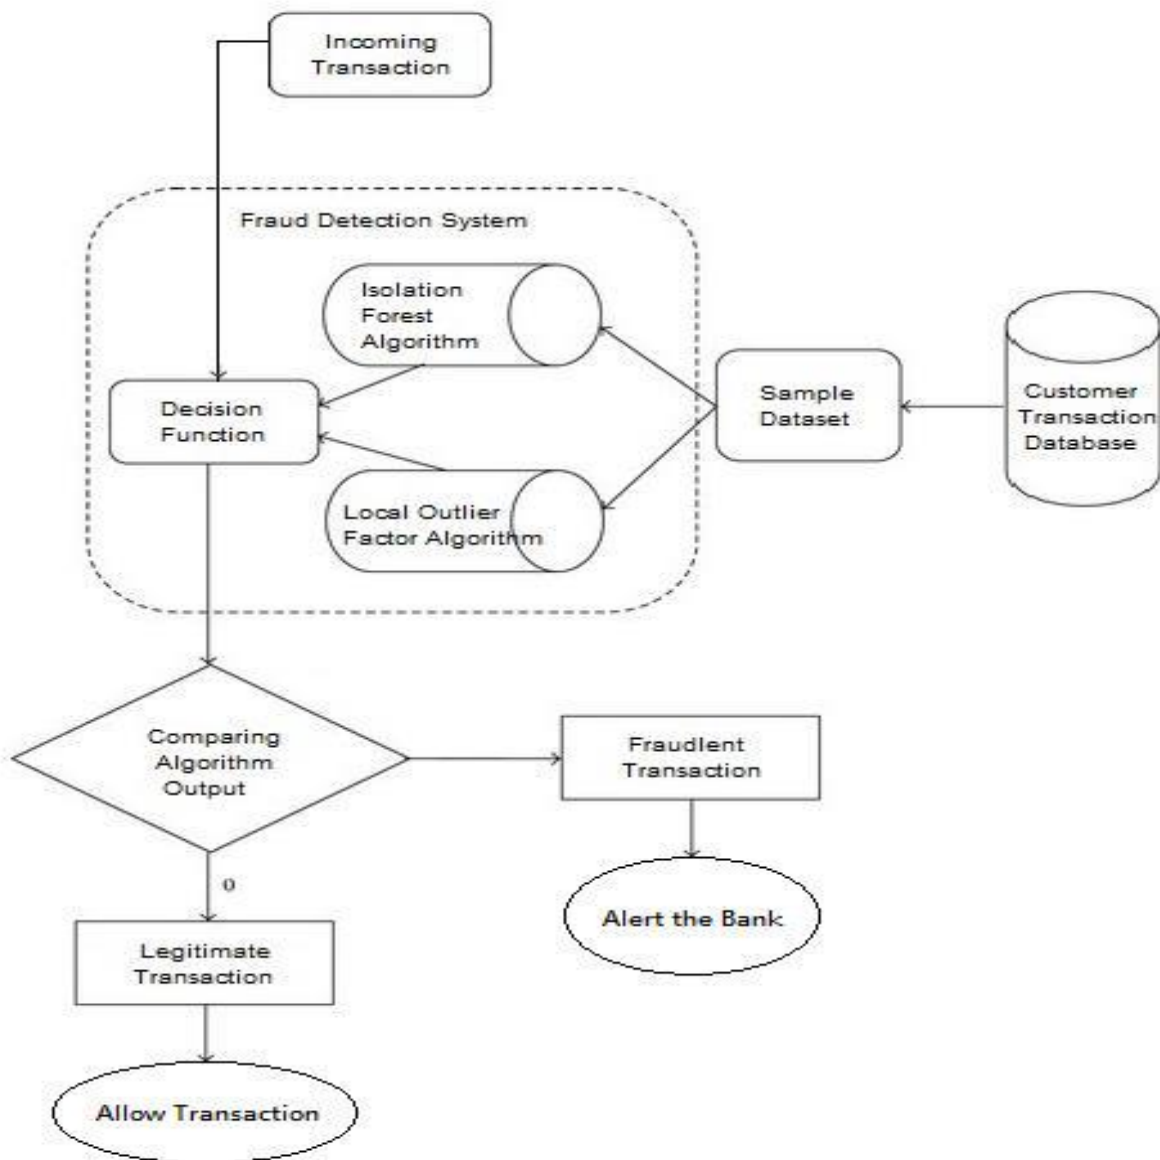 Incoming
Transaction
Fraud Detection System
Isolation
Forest
Algorithm
Decision
Function
Local Outlier
Factor Algorithm
Sample
Dataset
Customer
Transaction
Database
Comparing
Algorithm
Output
Fraudlent
Transaction
Alert the Bank
0
Legitimate
Transaction
Allow Transaction